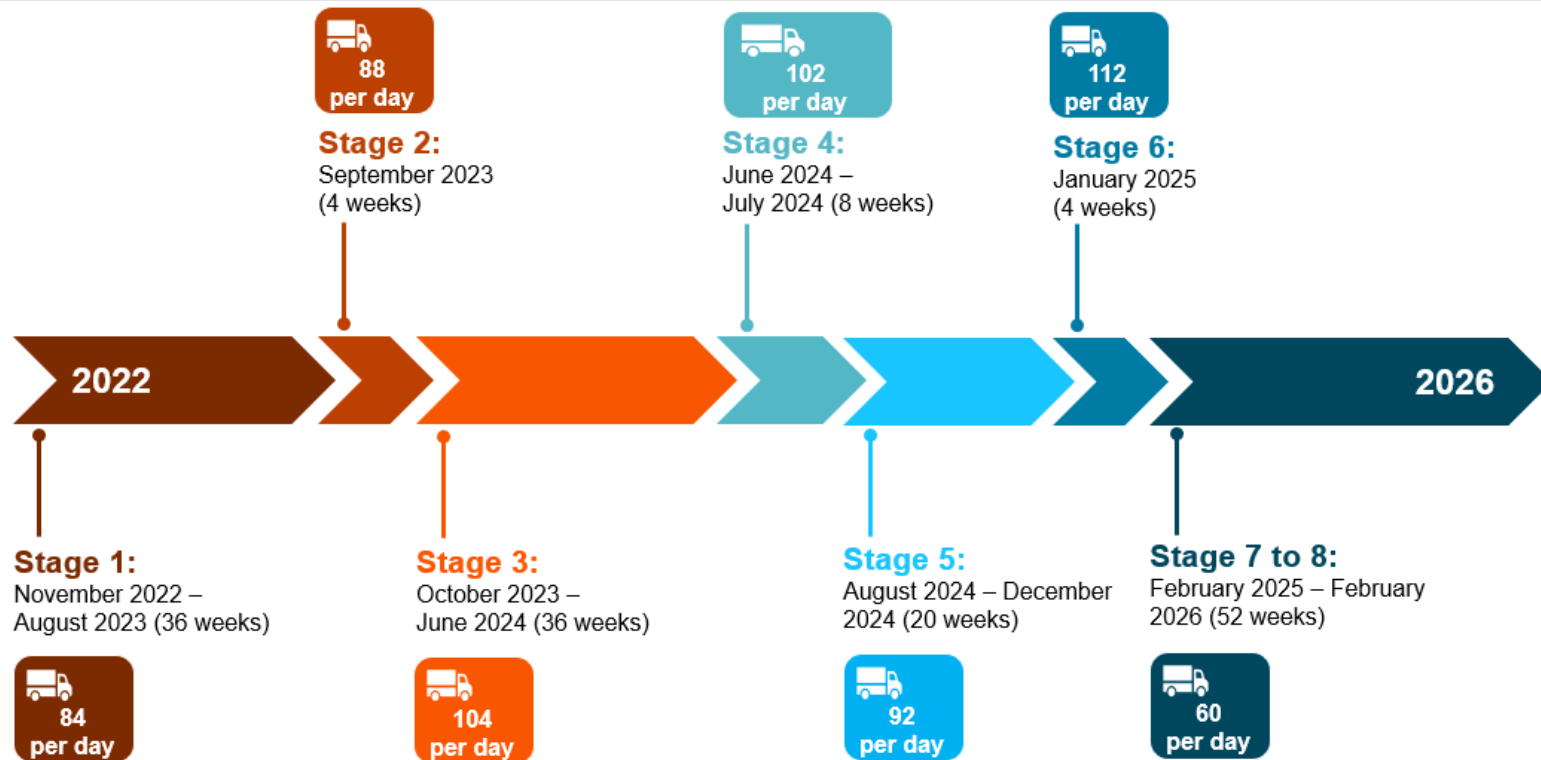 88
per day
Stage 2:
September 2023
(4 weeks)
102
per day
Stage 4:
June 2024 –
July 2024 (8 weeks)
112
per day
Stage 6:
January 2025
(4 weeks)
2022
2026
Stage 1:
November 2022 –
August 2023 (36 weeks)
84
per day
Stage 3:
October 2023 –
June 2024 (36 weeks)
104
per day
Stage 5:
August 2024 – December
2024 (20 weeks)
92
per day
Stage 7 to 8:
February 2025 – February
2026 (52 weeks)
60
per day